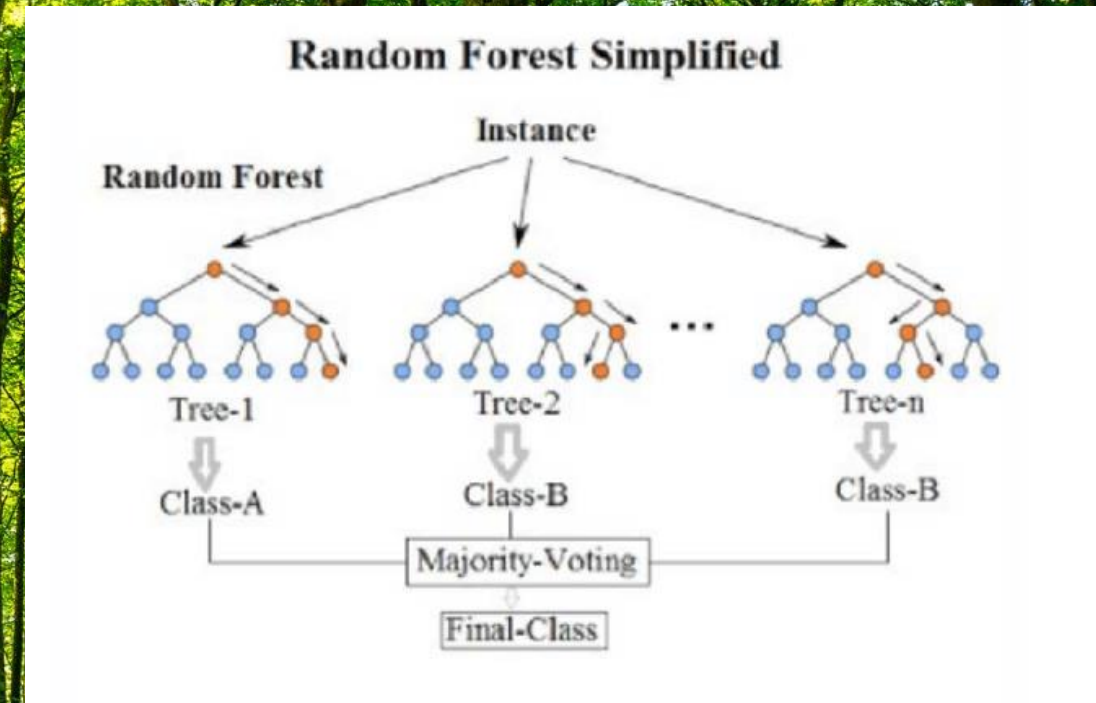 Random Forest Simplified
Instance
Random Forest
...
Tree-1
Tree-2
Tree-n
Class-A
Class-B
Class-B
Majority-Voting
Final-Class